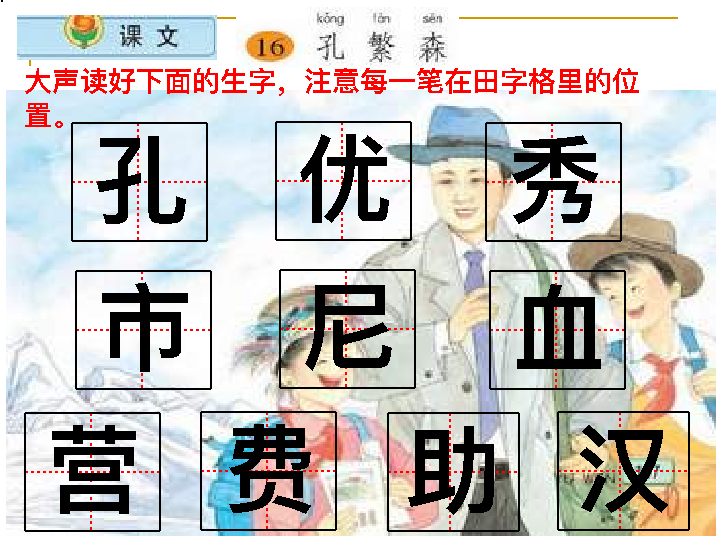 课 文
kǒng fán sēn
16 孔 繁 森
大声读好下面的生字，注意每一笔在田字格里的位
置。
孔 优 秀
市 尼 血
营 费 助 汉